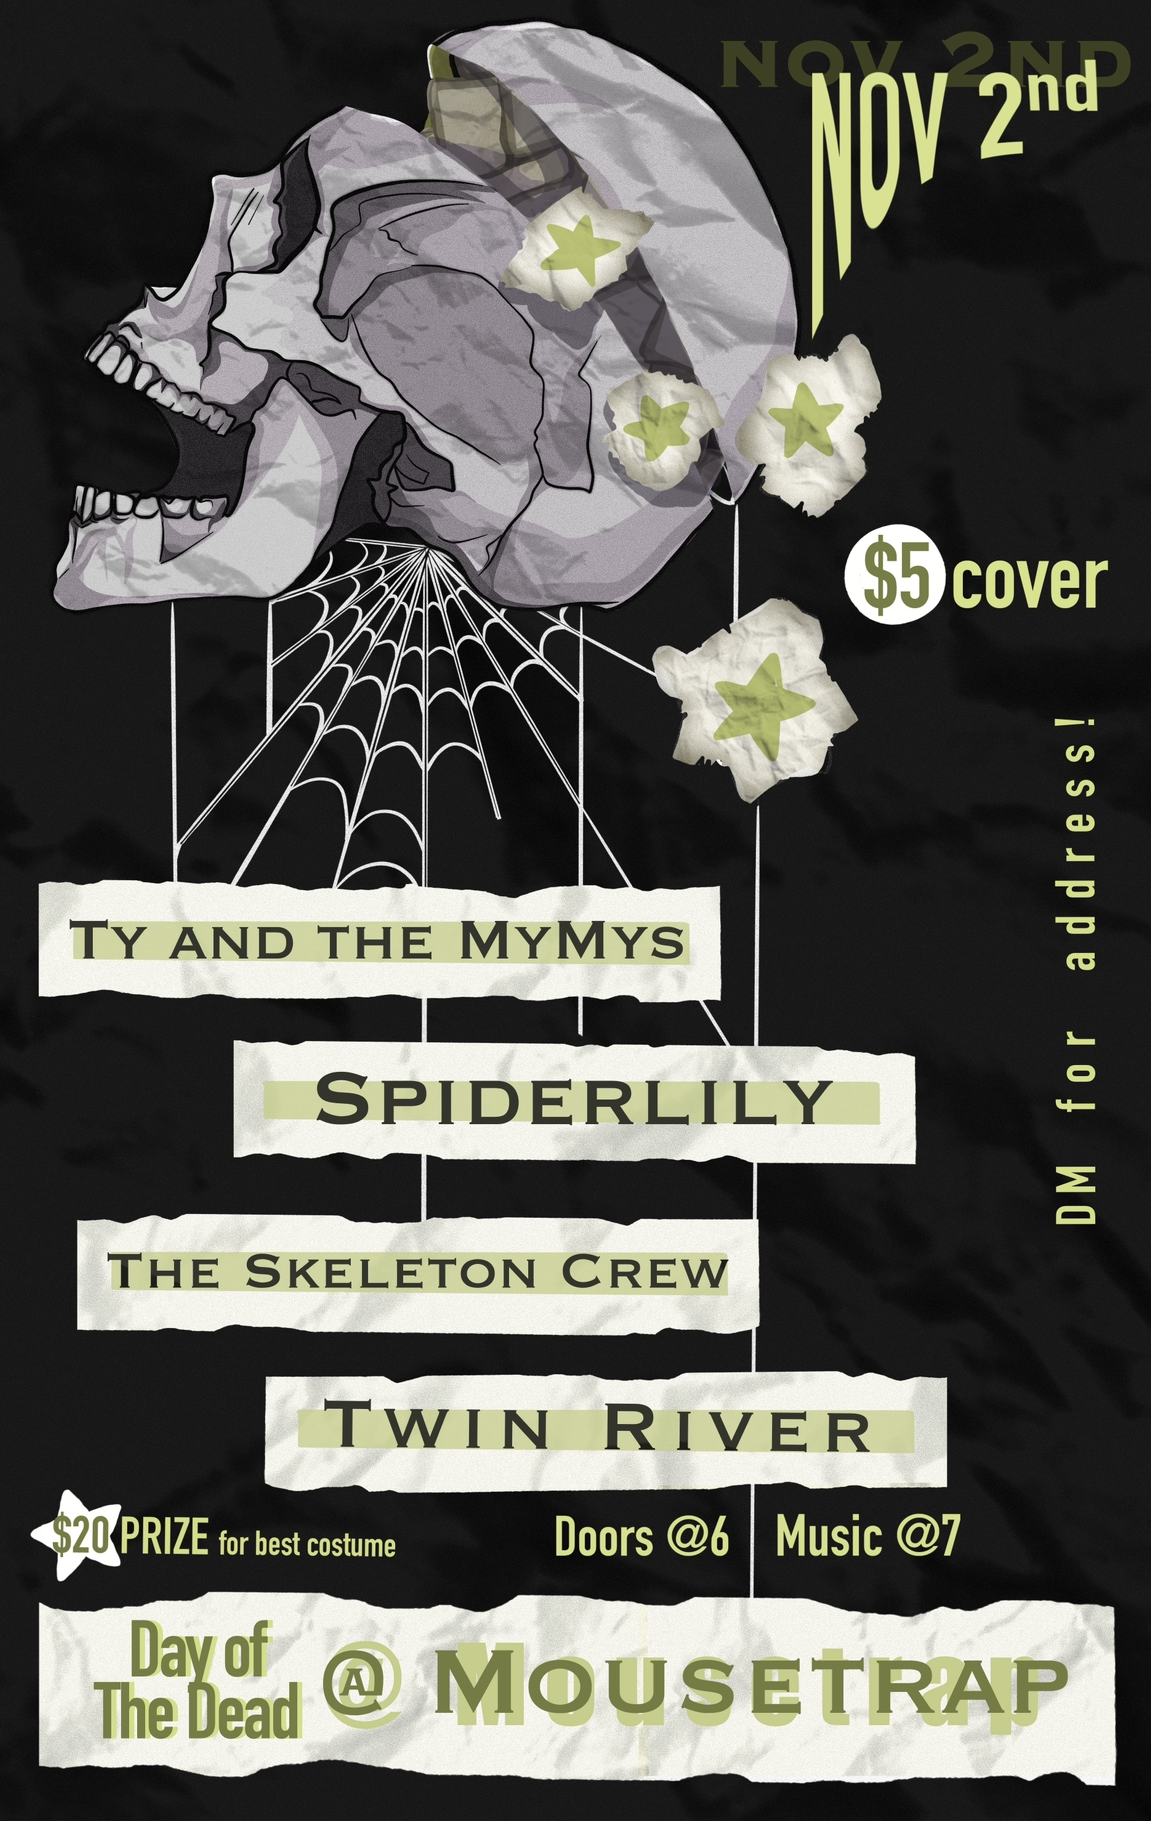 NOV 2ND
NOV 2nd
$5 cover
DM for address!
TY AND THE MYMYS
SPIDERLILY
THE SKELETON CREW
TWIN RIVER
$20 PRIZE for best costume
Doors @6 Music @7
Day of
The Dead
@ MOUSETRAP